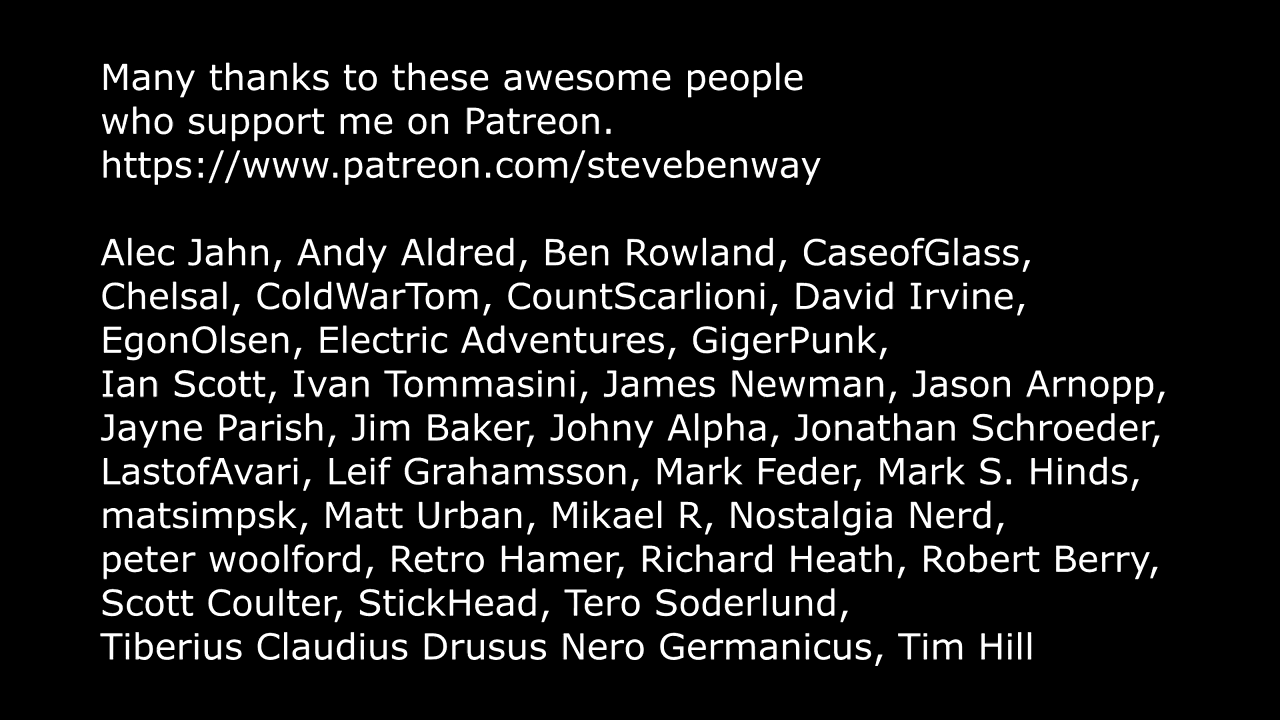 Many thanks to these awesome people
who support me on Patreon.
https://www.patreon.com/stevebenway
Alec Jahn, Andy Aldred, Ben Rowland, CaseofGlass,
Chelsal, ColdWarTom, CountScarlioni, David Irvine,
EgonOlsen, Electric Adventures, GigerPunk,
Ian Scott, Ivan Tommasini, James Newman, Jason Arnopp,
Jayne Parish, Jim Baker, Johny Alpha, Jonathan Schroeder,
LastofAvari, Leif Grahamsson, Mark Feder, Mark S. Hinds,
matsimpsk, Matt Urban, Mikael R, Nostalgia Nerd,
peter woolford, Retro Hamer, Richard Heath, Robert Berry,
Scott Coulter, StickHead, Tero Soderlund,
Tiberius Claudius Drusus Nero Germanicus, Tim Hill